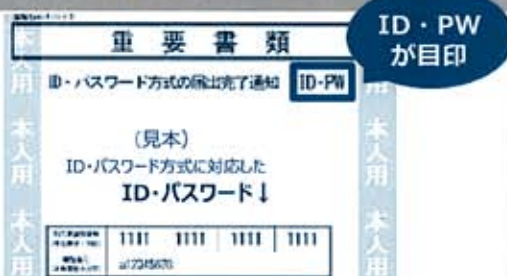 ID・PW
が目印
重要書類
ID・パスワード方式の届出完了通知 ID-PW
(見本)
ID・パスワード方式に対応した
ID・パスワード↓
1111 1111 1111 1111
a12345678
本人用
本人用
本人用
本人用